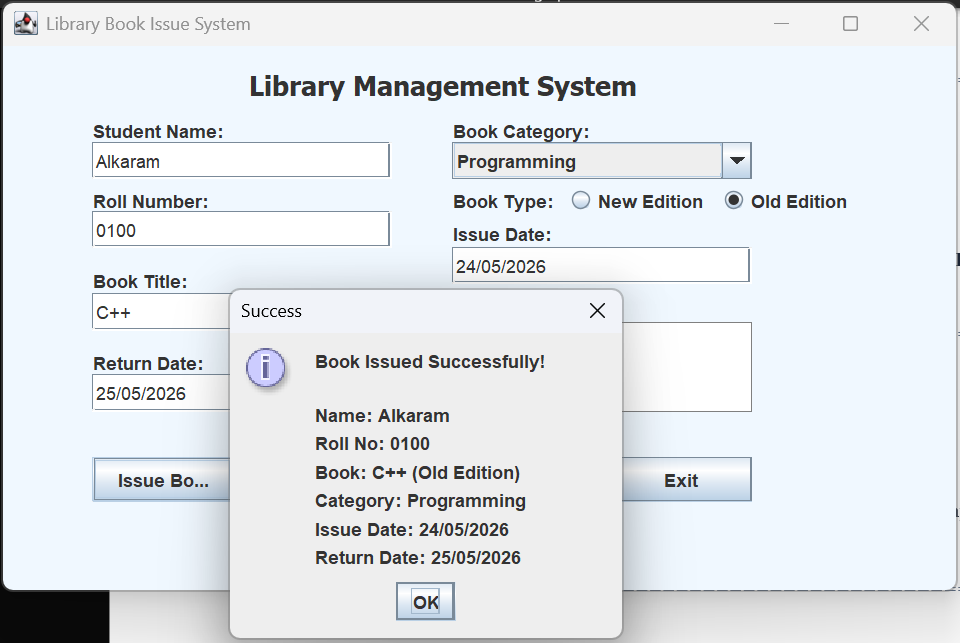 Library Book Issue System
Library Management System
Student Name:
Alkaram
Book Category:
Programming
Roll Number:
0100
Book Type: New Edition Old Edition
Issue Date:
24/05/2026
Book Title:
C++
Return Date:
25/05/2026
Issue Bo...
Exit
Success
Book Issued Successfully!
Name: Alkaram
Roll No: 0100
Book: C++ (Old Edition)
Category: Programming
Issue Date: 24/05/2026
Return Date: 25/05/2026
OK